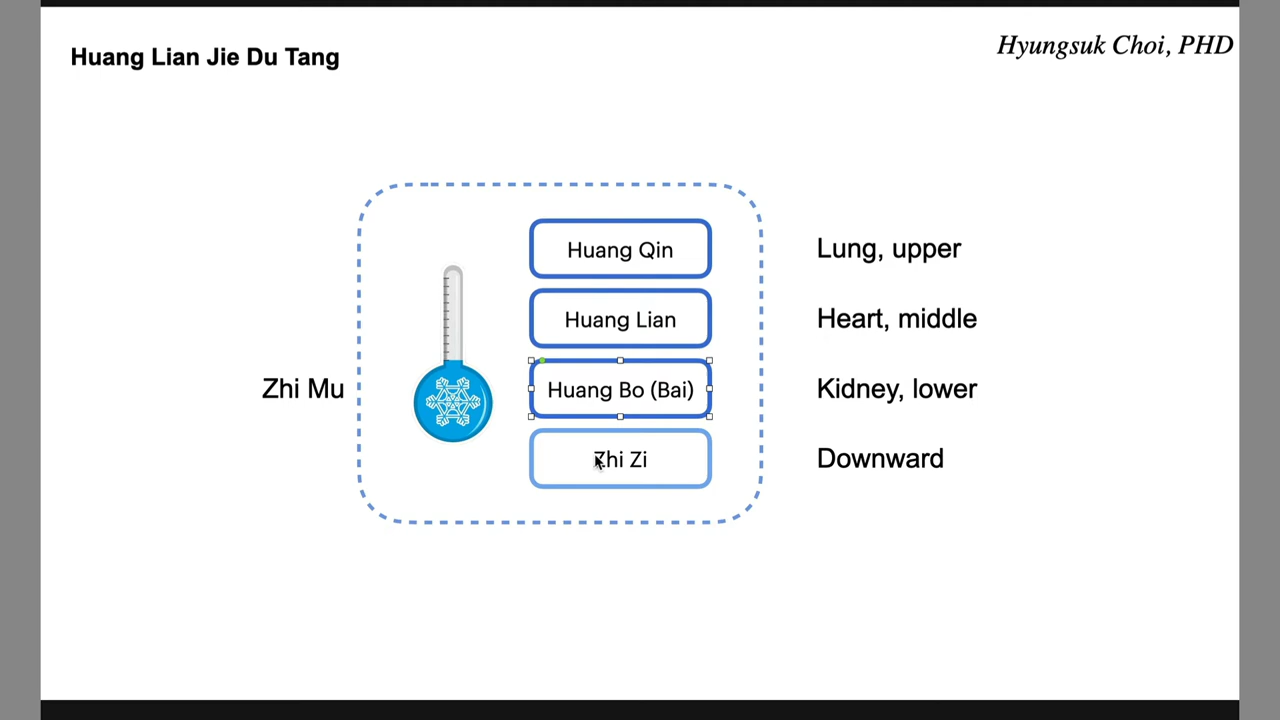 Huang Lian Jie Du Tang
Hyungsuk Choi, PHD
Huang Qin
Lung, upper
Huang Lian
Heart, middle
Zhi Mu
Huang Bo (Bai)
Kidney, lower
Zhi Zi
Downward